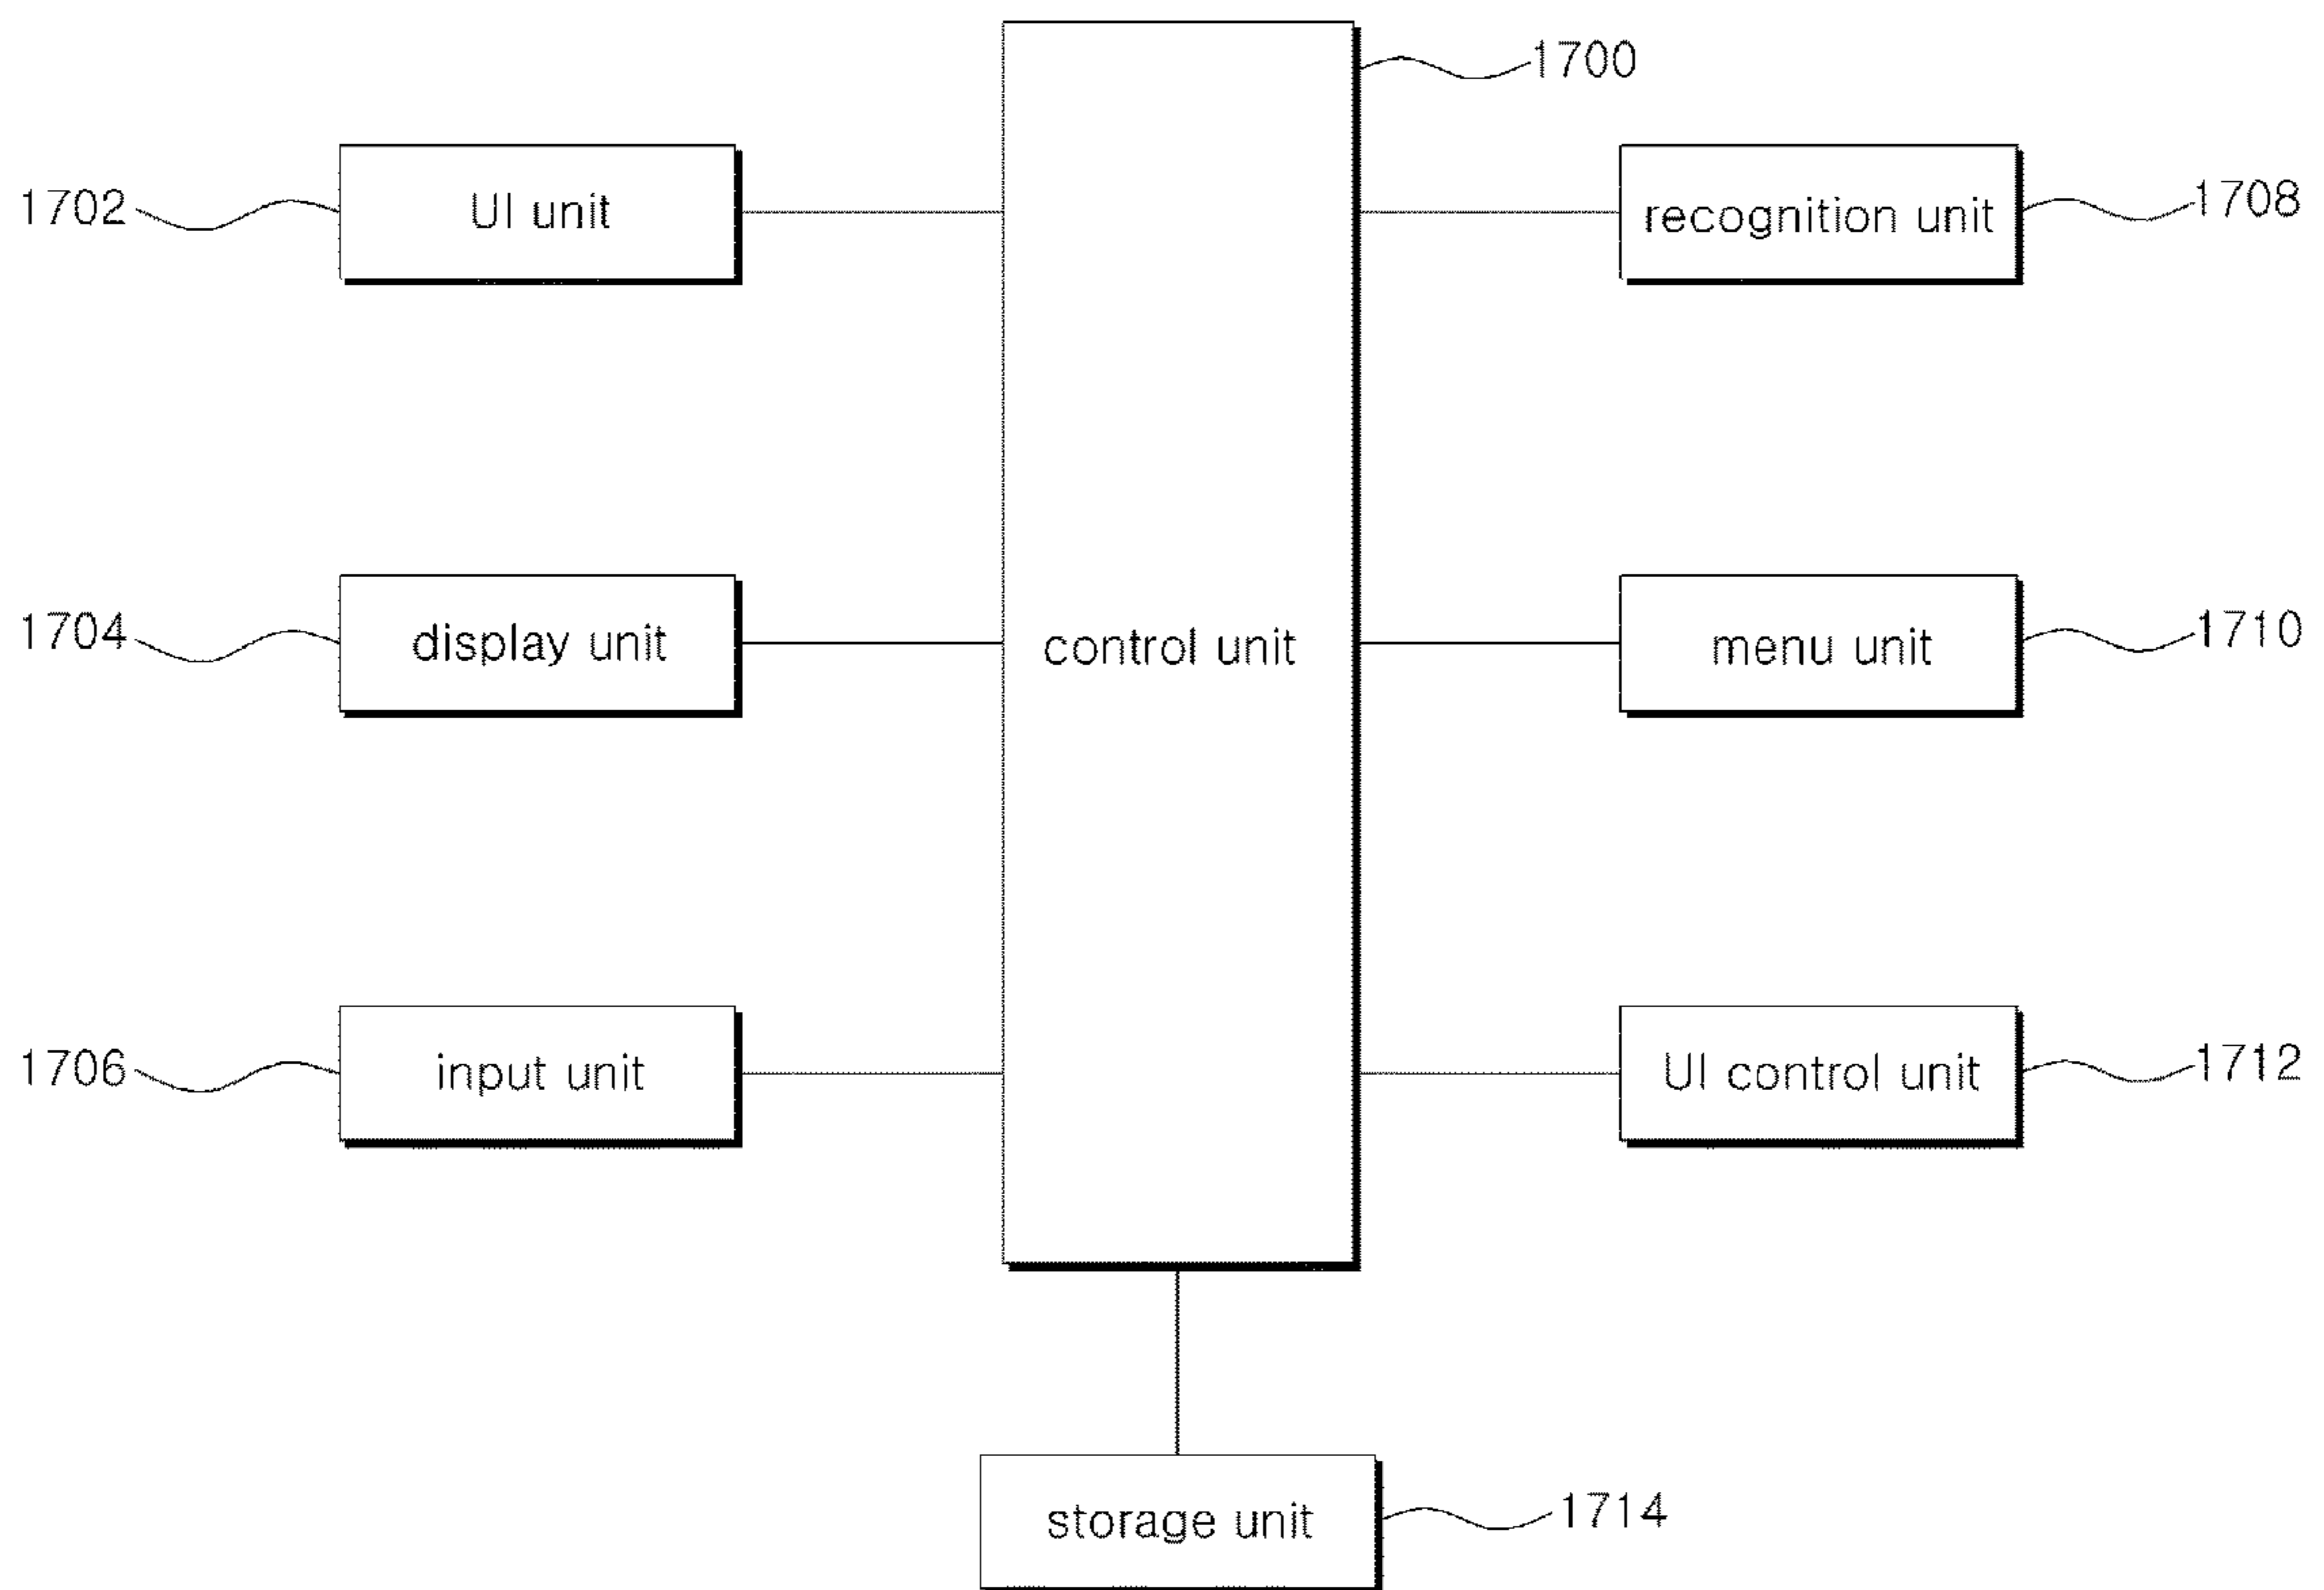 1700
1702
UI unit
recognition unit
1708
1704
display unit
control unit
menu unit
1710
1706
input unit
UI control unit
1712
storage unit
1714